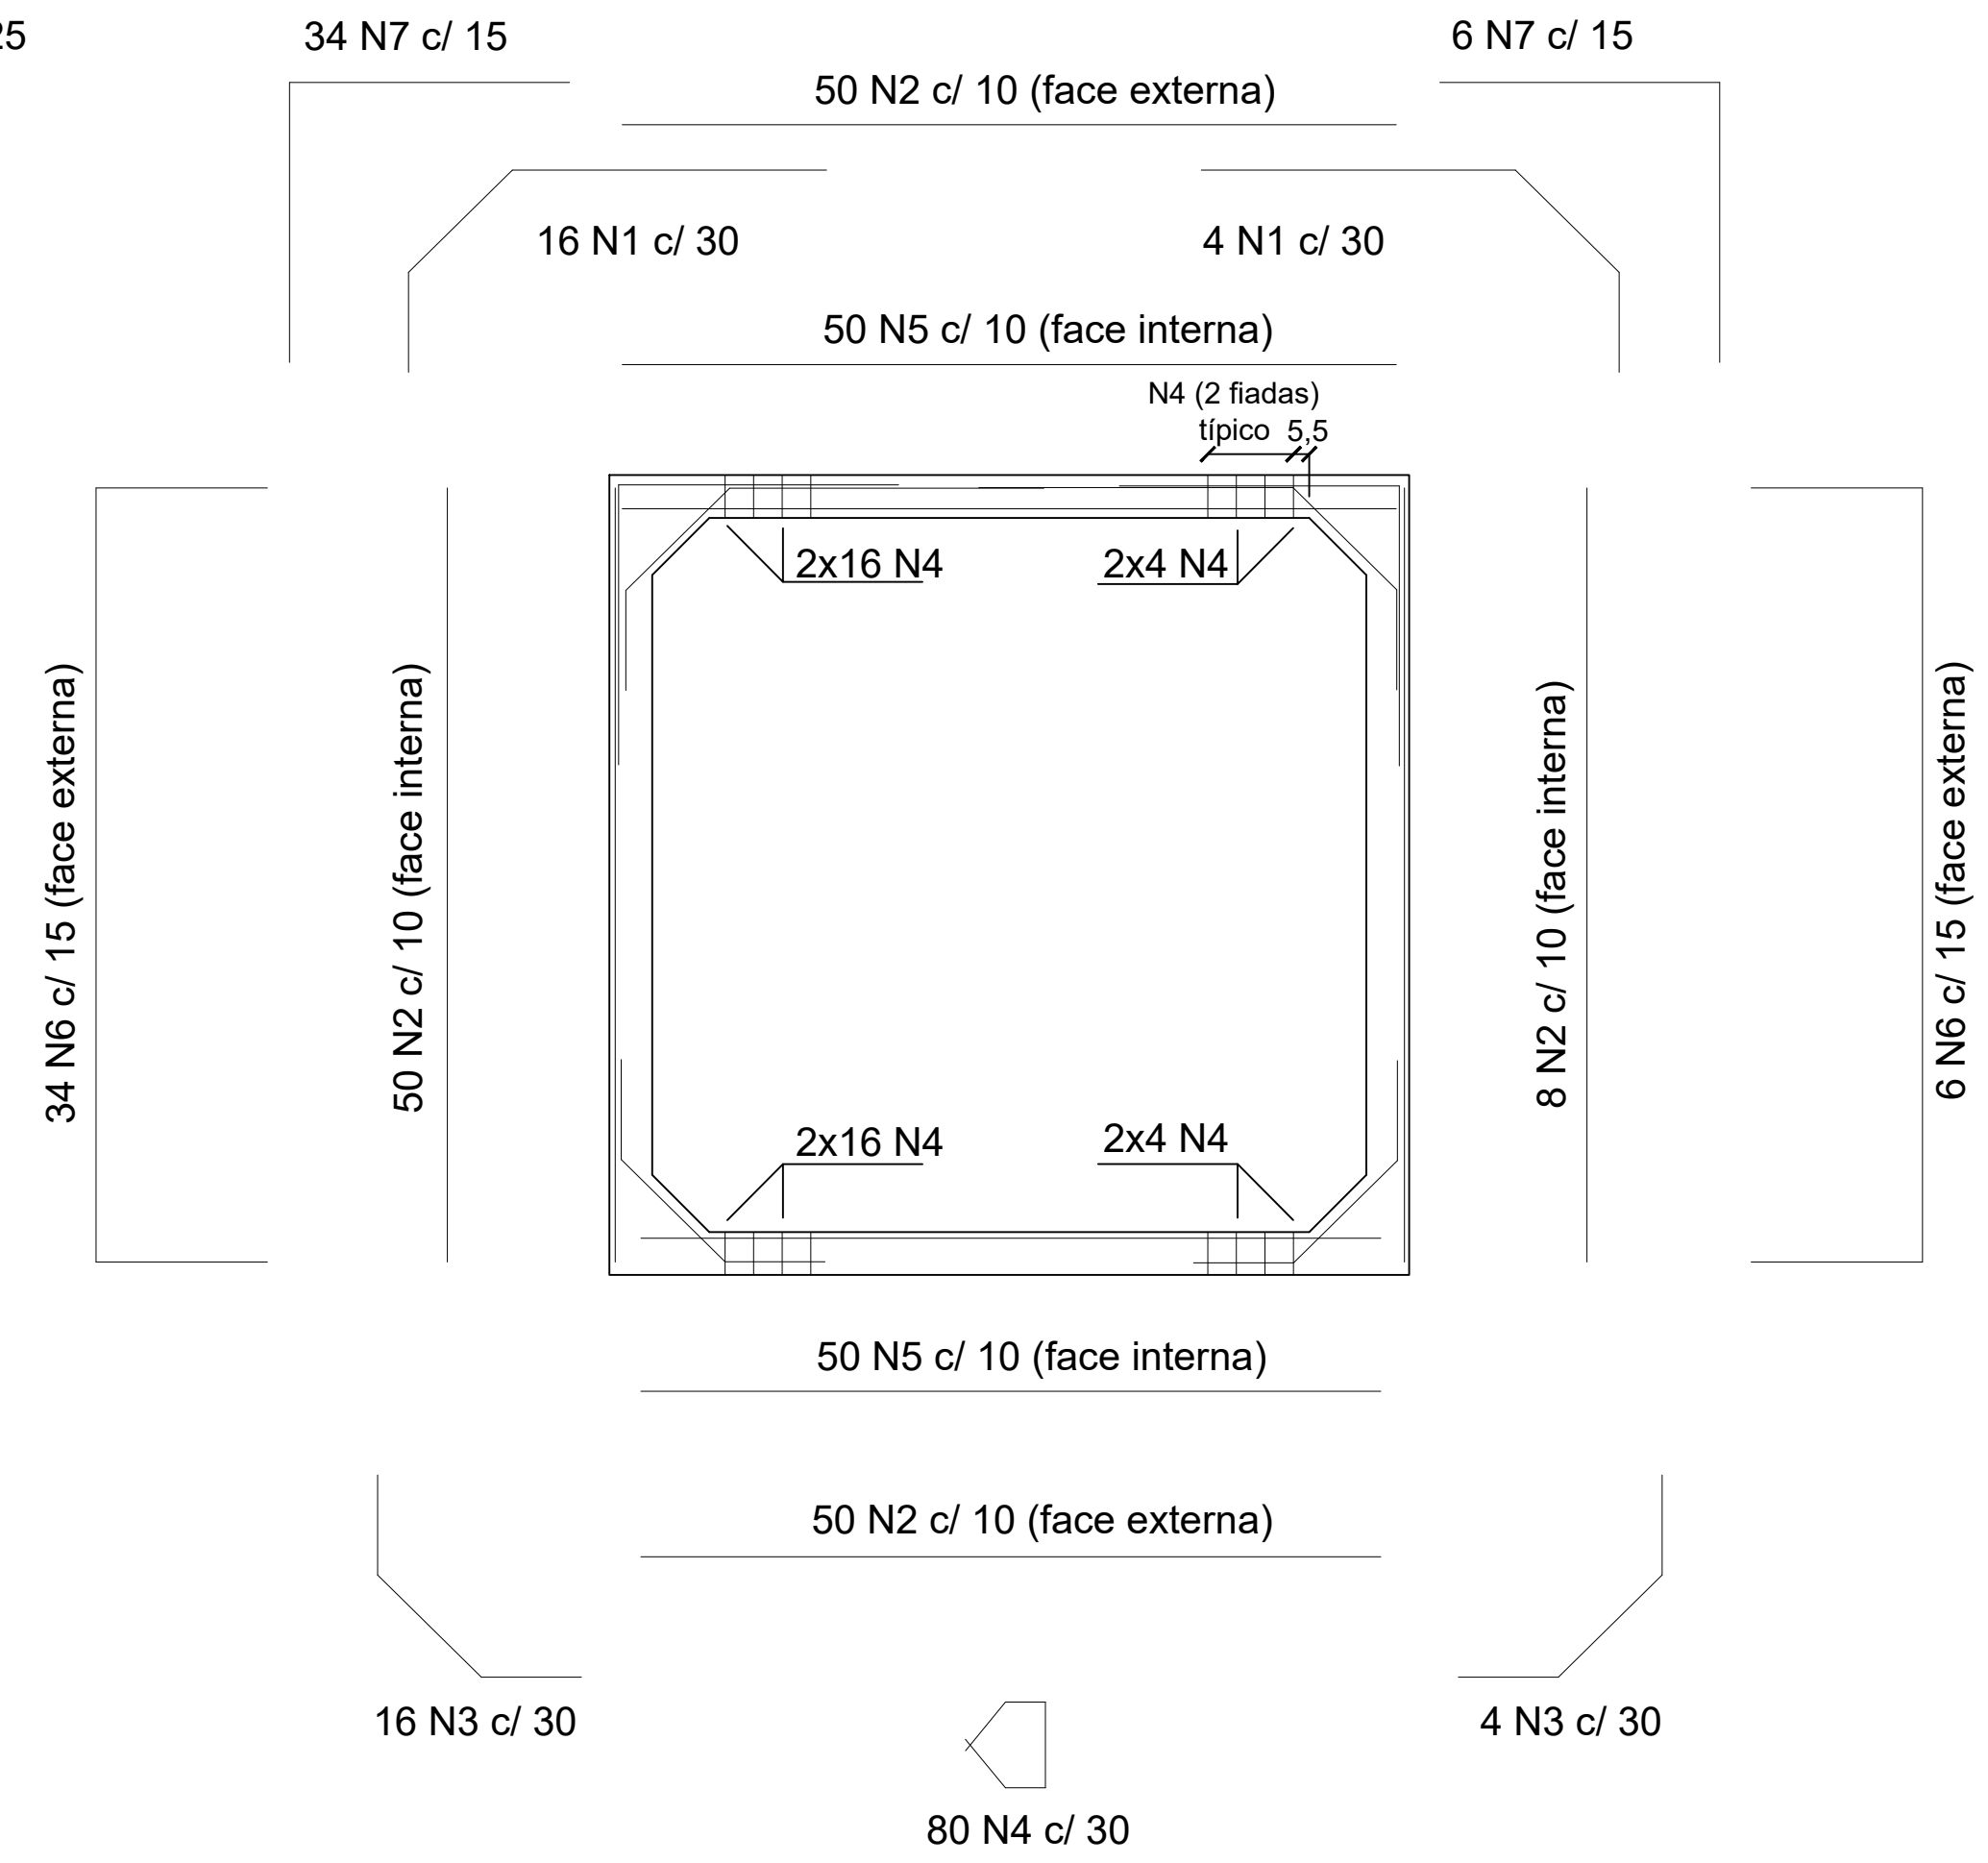 25
34 N7 c/ 15
6 N7 c/ 15
50 N2 c/ 10 (face externa)
16 N1 c/ 30
4 N1 c/ 30
50 N5 c/ 10 (face interna)
N4 (2 fiadas)
típico 5,5
2x16 N4
2x4 N4
34 N6 c/ 15 (face externa)
50 N2 c/ 10 (face interna)
8 N2 c/ 10 (face interna)
6 N6 c/ 15 (face externa)
2x16 N4
2x4 N4
50 N5 c/ 10 (face interna)
50 N2 c/ 10 (face externa)
16 N3 c/ 30
4 N3 c/ 30
80 N4 c/ 30